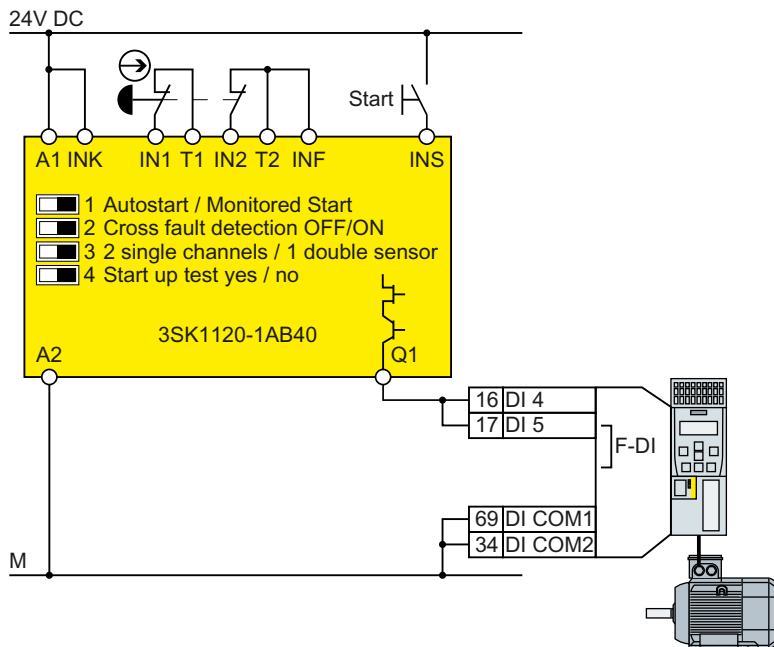 24V DC
Start
A1 INK IN1 T1 IN2 T2 INF INS
1 Autostart / Monitored Start
2 Cross fault detection OFF/ON
3 2 single channels / 1 double sensor
4 Start up test yes / no
3SK1120-1AB40
A2 Q1
16 DI 4
17 DI 5
F-DI
69 DI COM1
34 DI COM2
M